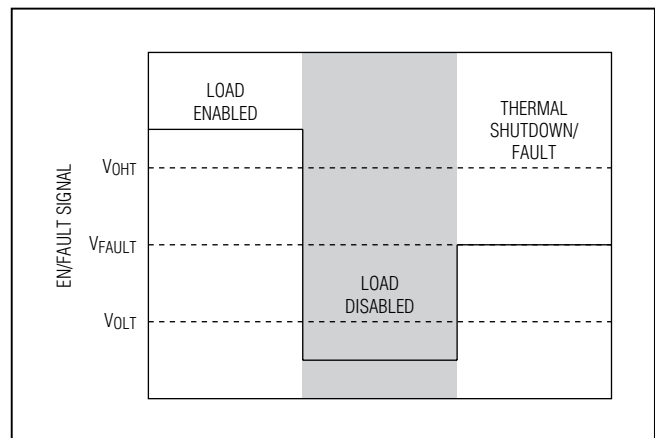 LOAD
ENABLED
THERMAL
SHUTDOWN/
FAULT
VOHT
VFAULT
VOLT
LOAD
DISABLED
EN/FAULT SIGNAL